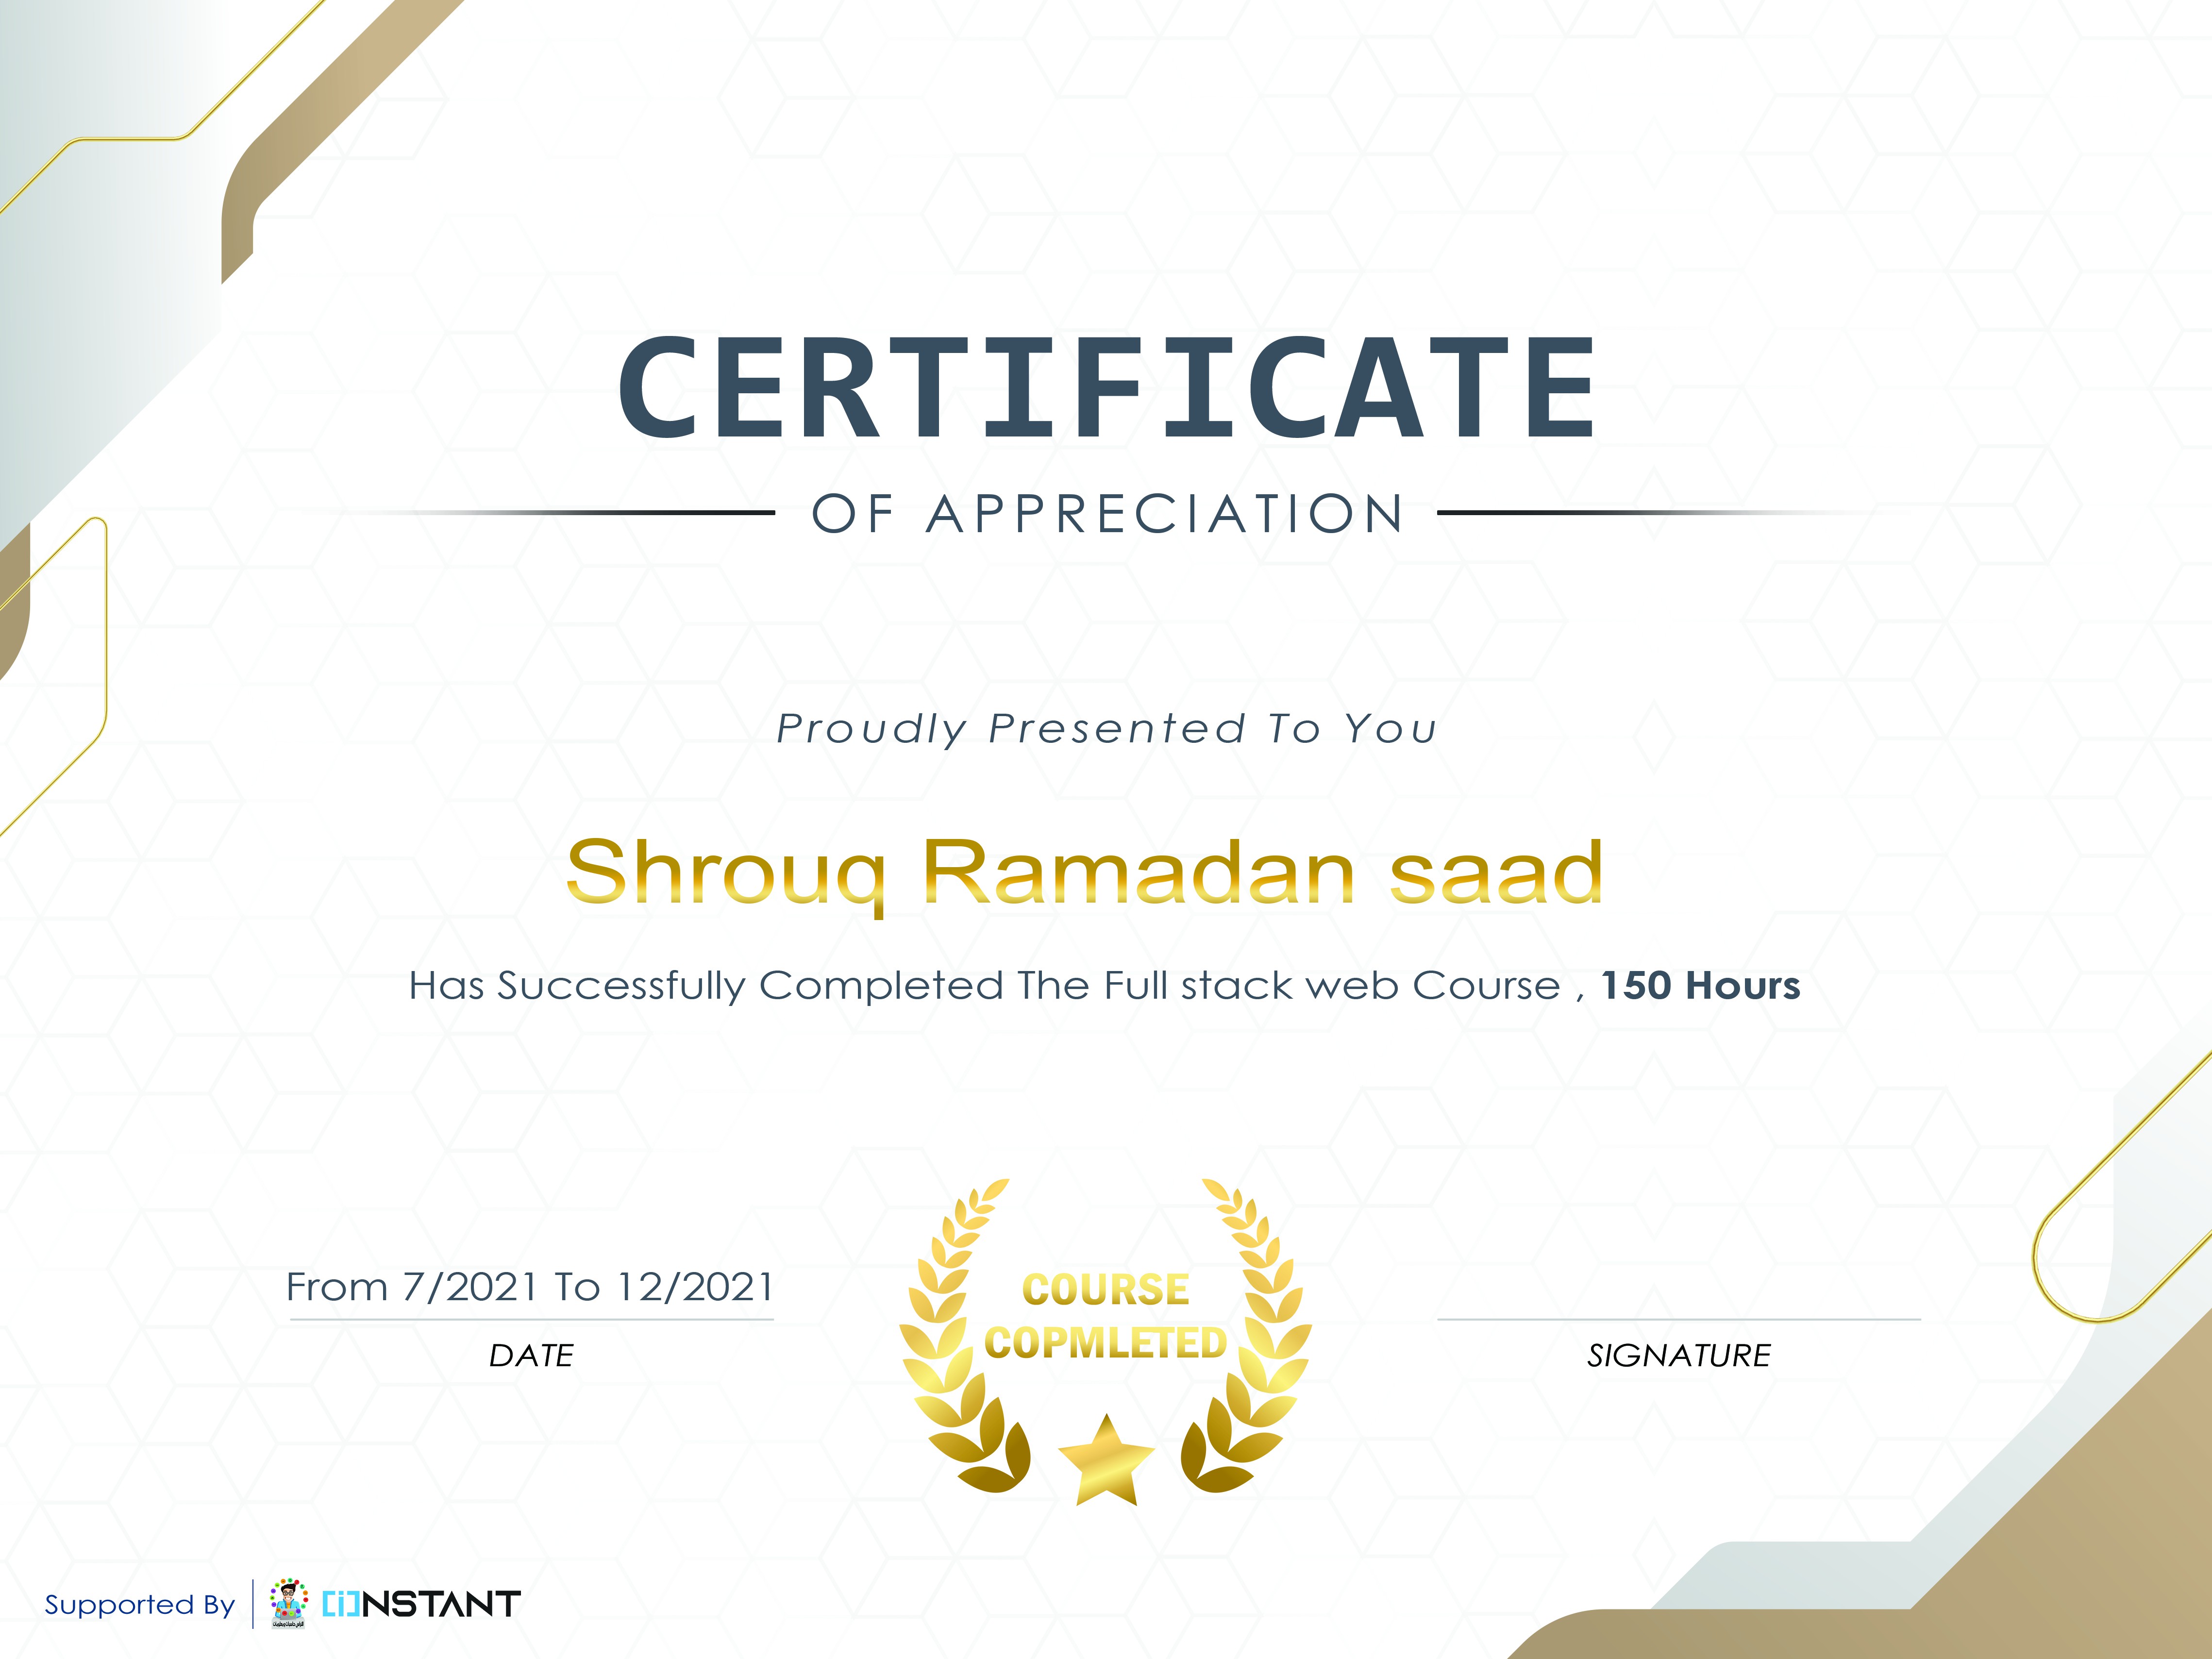 CERTIFICATE
OF APPRECIATION
Proudly Presented To You
Shrouq Ramadan saad
Has Successfully Completed The Full stack web Course , 150 Hours
From 7/2021 To 12/2021
DATE
COURSE
COPMLETED
SIGNATURE
Supported By
[i]NSTANT